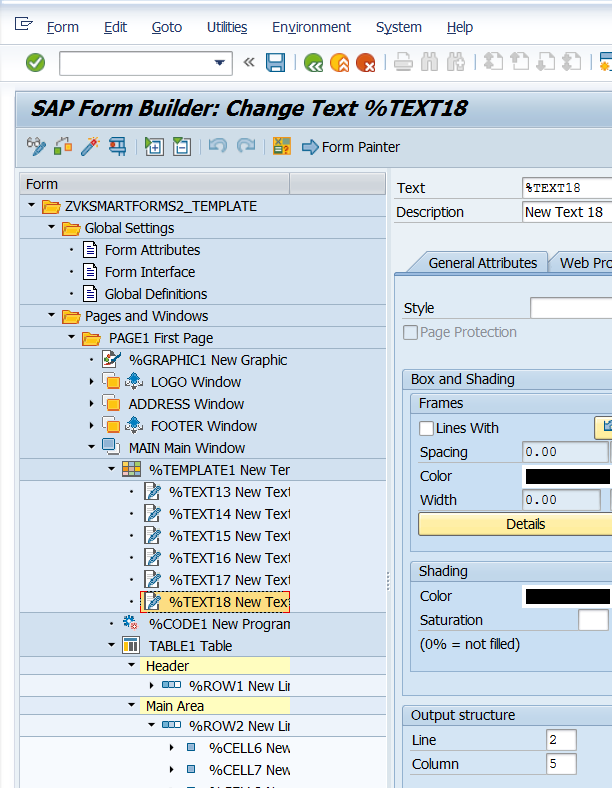 Form Edit Goto Utilities Environment System Help
SAP Form Builder: Change Text %TEXT18
Form Painter
Form
ZVKSMARTFORMS2_TEMPLATE
Global Settings
Form Attributes
Form Interface
Global Definitions
Pages and Windows
PAGE1 First Page
%GRAPHIC1 New Graphic
LOGO Window
ADDRESS Window
FOOTER Window
MAIN Main Window
%TEMPLATE1 New Ter
%TEXT13 New Text
%TEXT14 New Text
%TEXT15 New Text
%TEXT16 New Text
%TEXT17 New Text
%TEXT18 New Tex
%CODE1 New Program
TABLE1 Table
Header
%ROW1 New Lin
Main Area
%ROW2 New Lin
%CELL6 New
%CELL7 New
Text %TEXT18
Description New Text 18
General Attributes Web Pro
Style
Page Protection
Box and Shading
Frames
Lines With
Spacing 0.00
Color
Width 0.00
Details
Shading
Color
Saturation
(0% = not filled)
Output structure
Line 2
Column 5